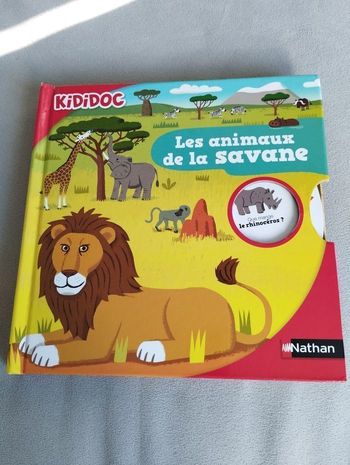 KiDiDOC
Les animaux
de la savane
Que mange
le rhinocéros ?
Nathan